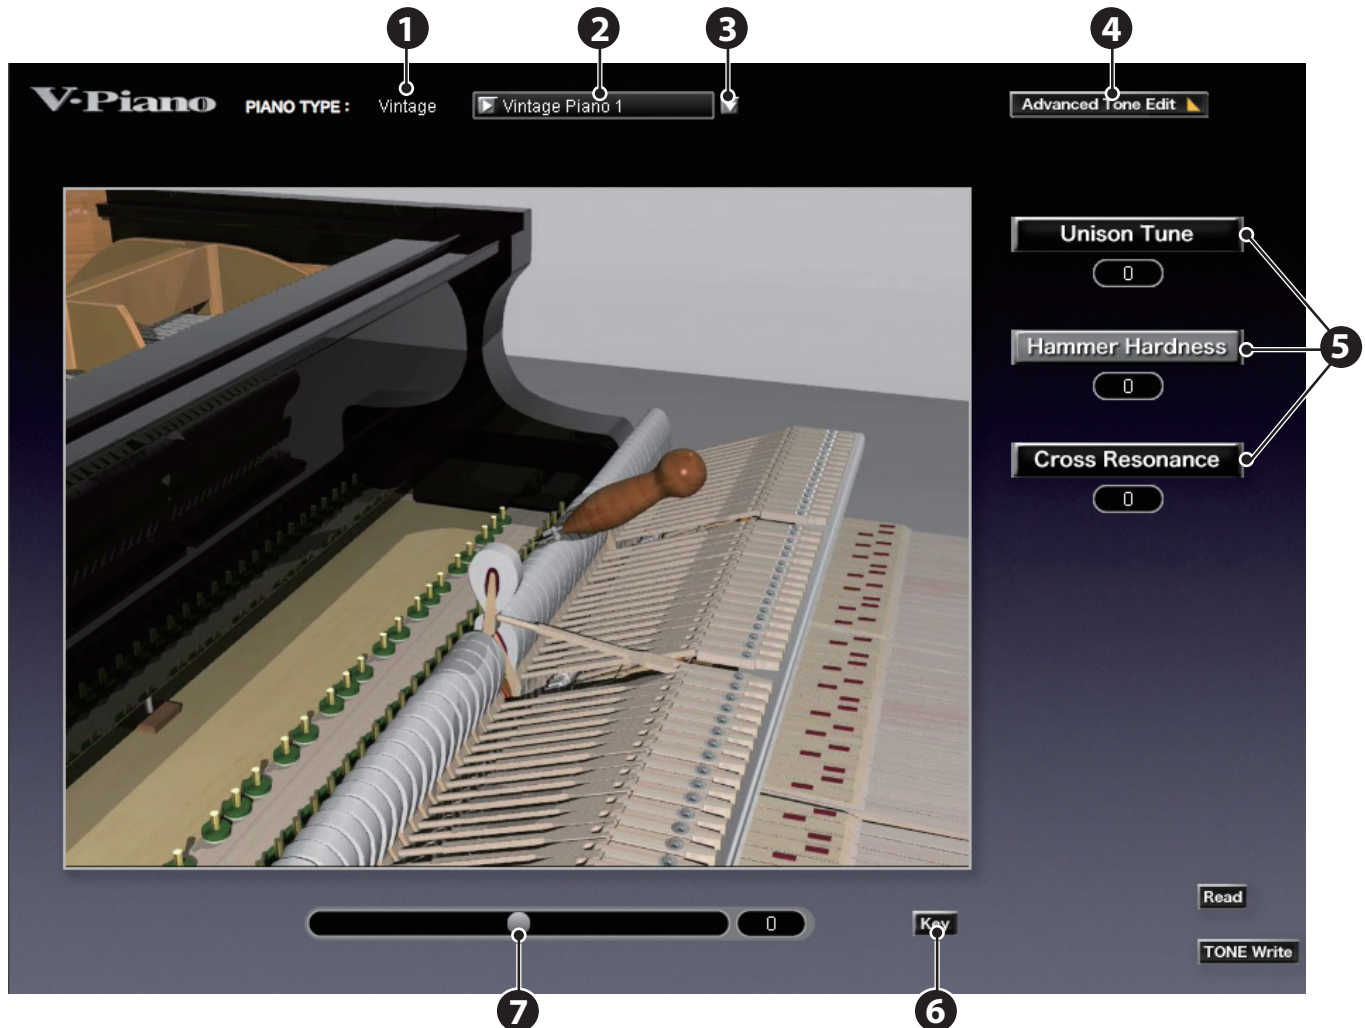 1
2
3
4
V-Piano
PIANO TYPE :
Vintage
Vintage Piano 1
Advanced Tone Edit
Unison Tune
0
Hammer Hardness
0
5
Cross Resonance
0
Read
0
Key
TONE Write
7
6